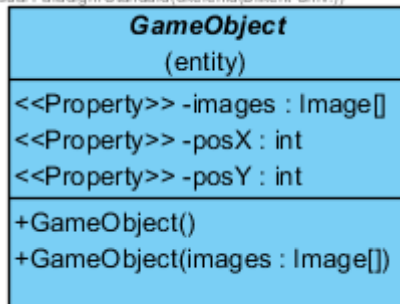 GameObject
(entity)
<<Property>> -images : Image[]
<<Property>> -posX : int
<<Property>> -posY : int
+GameObject()
+GameObject(images : Image[])